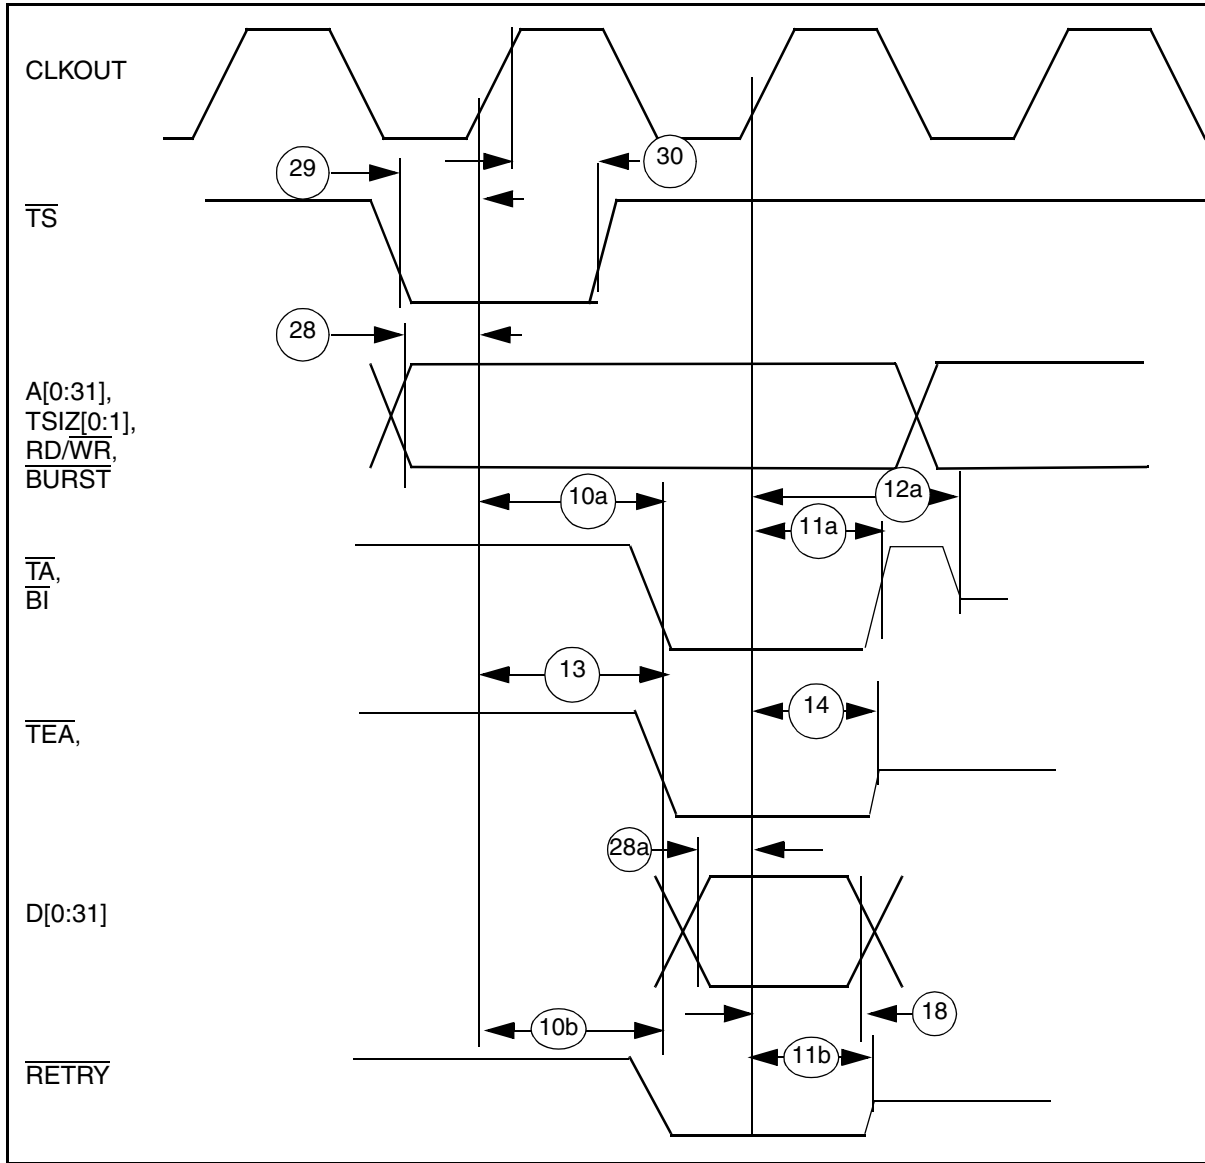 CLKOUT
29
30
TS
28
A[0:31],
TSIZ[0:1],
RD/WR,
BURST
10a
12a
11a
TA,
BI
13
14
TEA,
28a
D[0:31]
18
10b
11b
RETRY